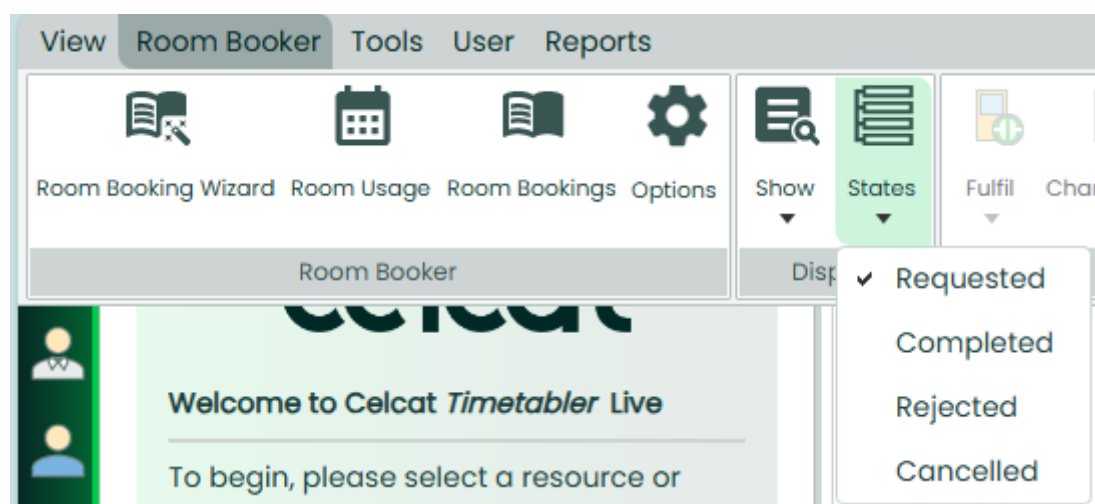 View Room Booker Tools User Reports
Room Booking Wizard Room Usage Room Bookings Options Show States Fulfil
Room Booker
Requested
Completed
Rejected
Cancelled
celcat
Welcome to Celcat Timetabler Live
To begin, please select a resource or